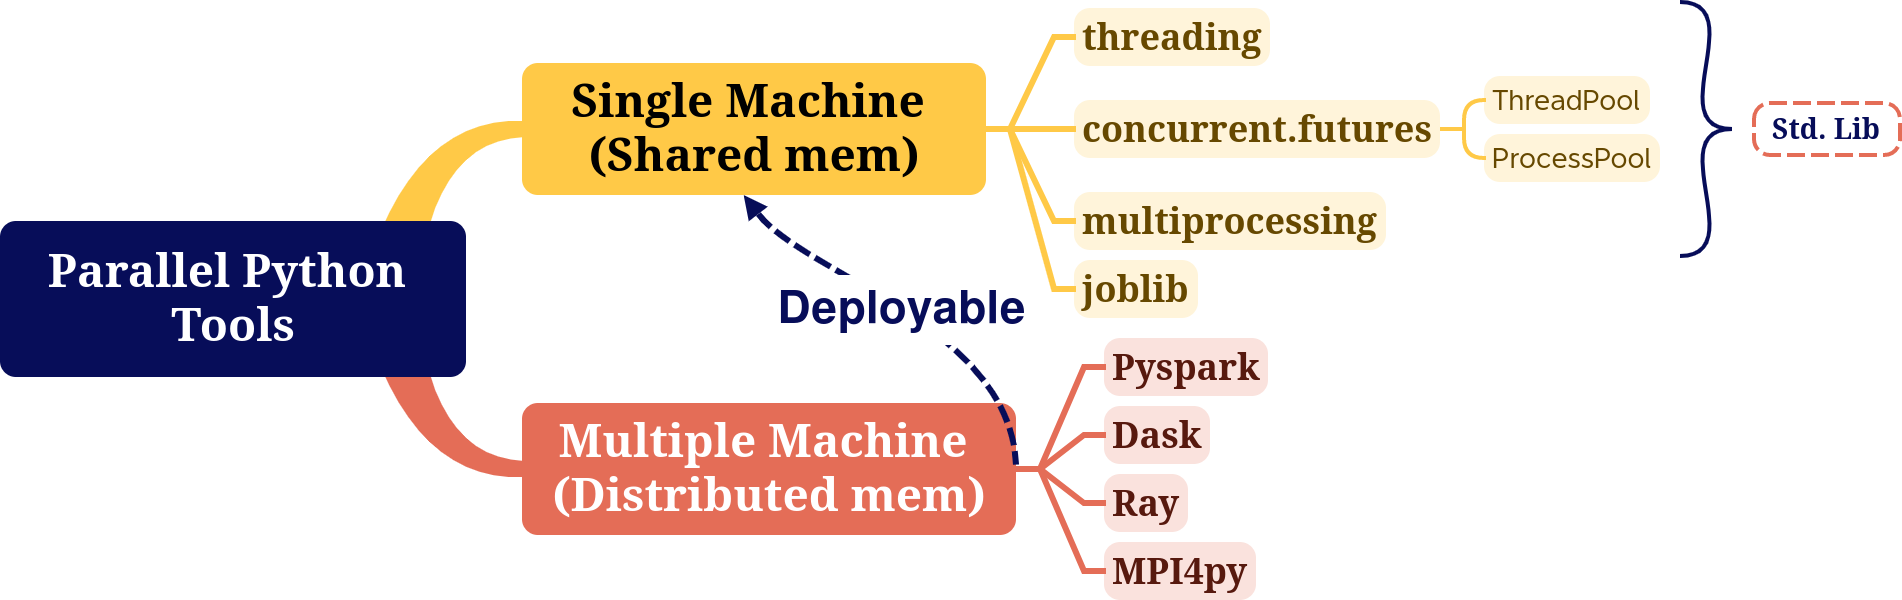 threading
Single Machine
(Shared mem)
concurrent.futures
ThreadPool
ProcessPool
Std. Lib
multiprocessing
joblib
Parallel Python
Tools
Deployable
Pyspark
Multiple Machine
(Distributed mem)
Dask
Ray
MPI4py